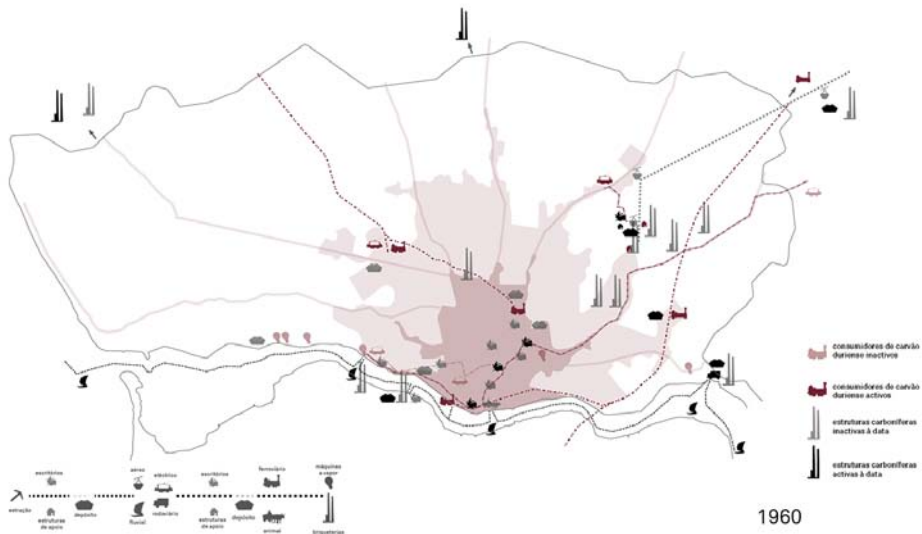 consumidores de carvão
duriense inactivos
consumidores de carvão
duriense activos
estruturas carboníferas
inactivas à data
estruturas carboníferas
activas à data
1960
escritórios
aéreo
eléctrico
escritórios
ferroviário
máquinas
a vapor
extração
estruturas
de apoio
depósito
fluvial
rodoviário
estruturas
de apoio
depósito
animal
briqueterias